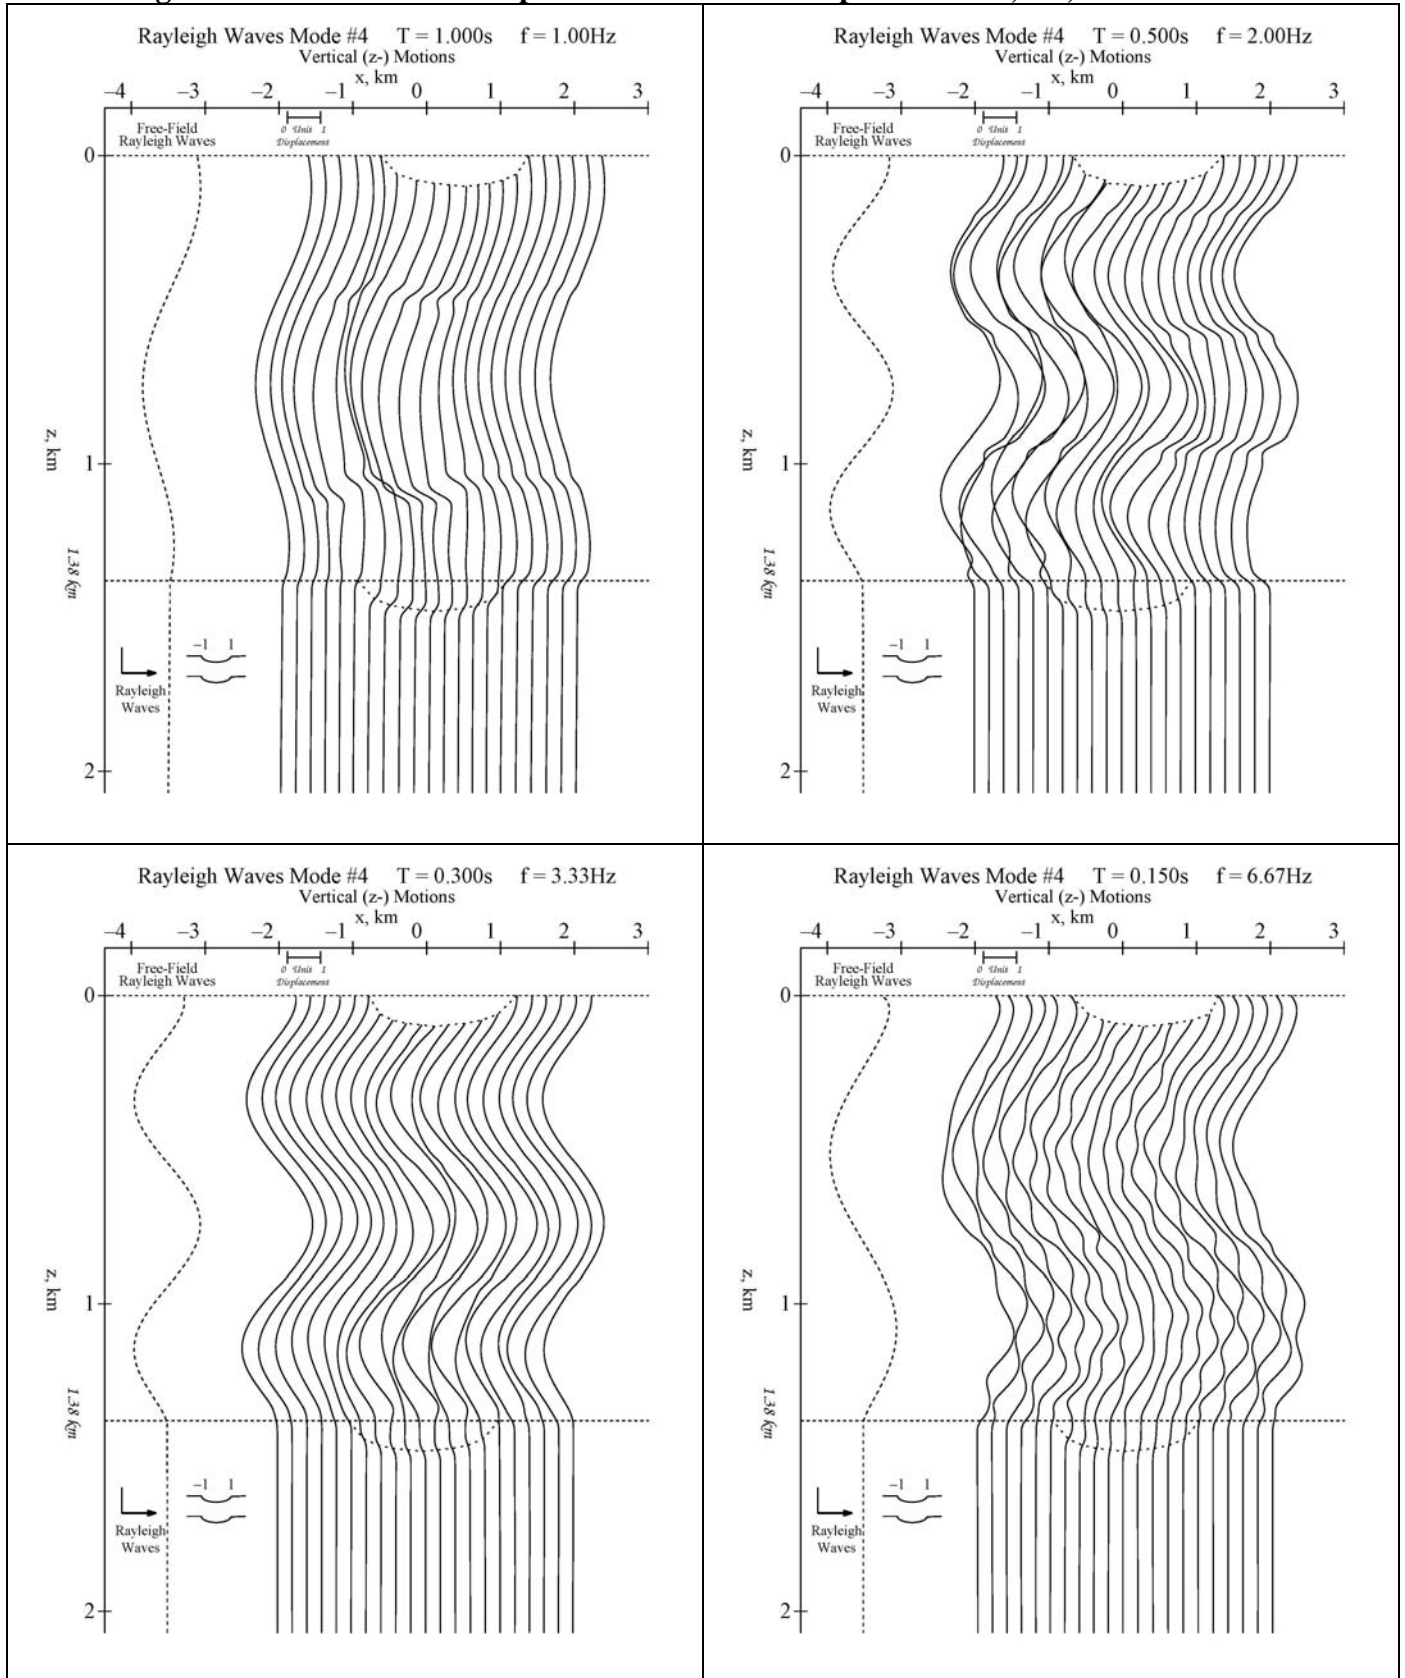 Rayleigh Waves Mode #4 T = 1.000s f = 1.00Hz
Vertical (z-) Motions
x, km
–4 –3 –2 –1 0 1 2 3
Free-Field
Rayleigh Waves
0 Unit 1
Displacement
0
z, km
1
1.38 km
–1 1
Rayleigh
Waves
2
Rayleigh Waves Mode #4 T = 0.500s f = 2.00Hz
Vertical (z-) Motions
x, km
–4 –3 –2 –1 0 1 2 3
Free-Field
Rayleigh Waves
0 Unit 1
Displacement
0
z, km
1
1.38 km
–1 1
Rayleigh
Waves
2
Rayleigh Waves Mode #4 T = 0.300s f = 3.33Hz
Vertical (z-) Motions
x, km
–4 –3 –2 –1 0 1 2 3
Free-Field
Rayleigh Waves
0 Unit 1
Displacement
0
z, km
1
1.38 km
–1 1
Rayleigh
Waves
2
Rayleigh Waves Mode #4 T = 0.150s f = 6.67Hz
Vertical (z-) Motions
x, km
–4 –3 –2 –1 0 1 2 3
Free-Field
Rayleigh Waves
0 Unit 1
Displacement
0
z, km
1
1.38 km
–1 1
Rayleigh
Waves
2